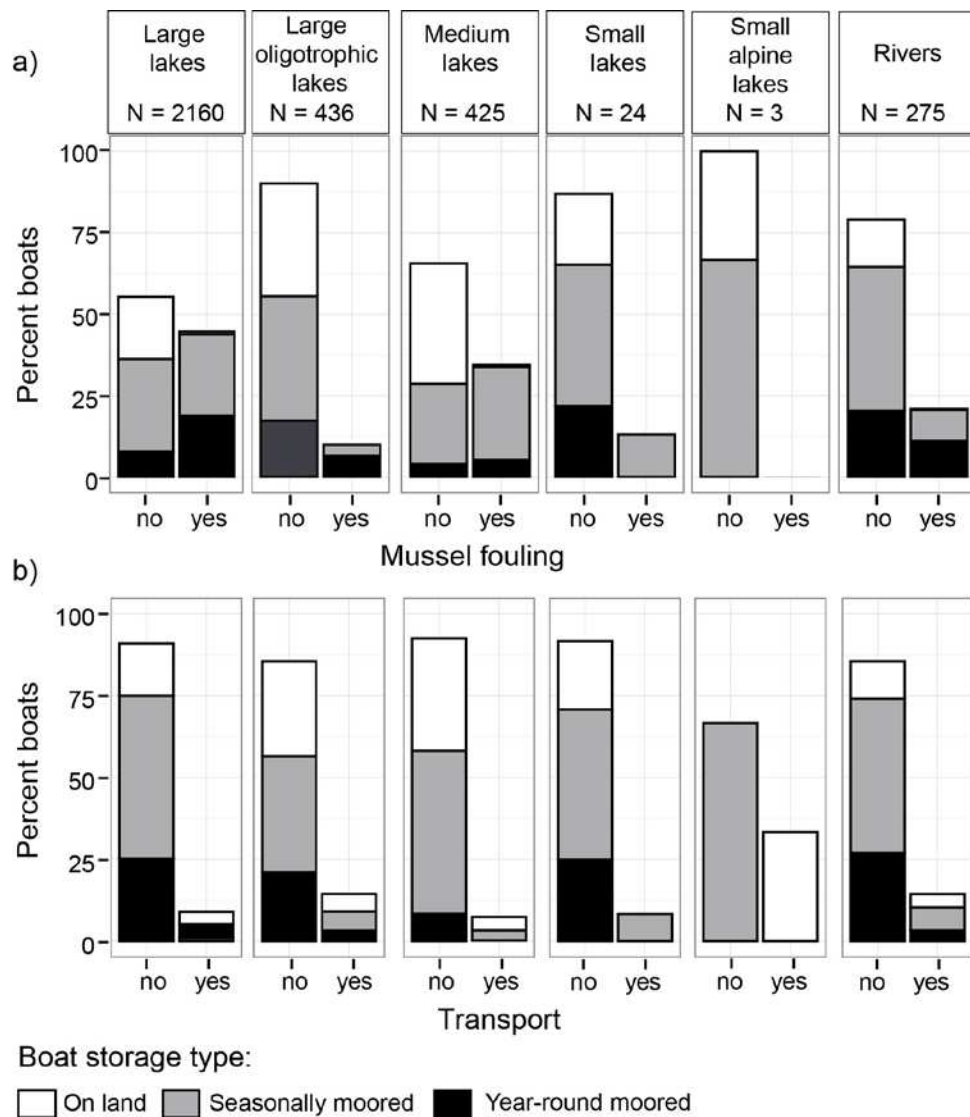 a)
Large
lakes
N = 2160
Large
oligotrophic
lakes
N = 436
Medium
lakes
N = 425
Small
lakes
N = 24
Small
alpine
lakes
N = 3
Rivers
N = 275
Percent boats
100
75
50
25
0
no yes no yes no yes no yes no yes no yes
Mussel fouling
b)
Percent boats
100
75
50
25
0
no yes no yes no yes no yes no yes no yes
Transport
Boat storage type:
On land Seasonally moored Year-round moored